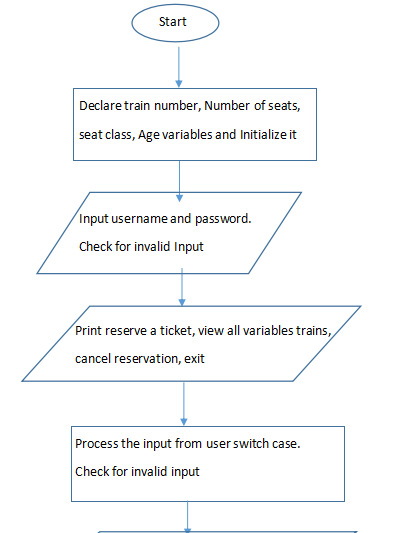 Start
Declare train number, Number of seats,
seat class, Age variables and Initialize it
Input username and password.
Check for invalid Input
Print reserve a ticket, view all variables trains,
cancel reservation, exit
Process the input from user switch case.
Check for invalid input